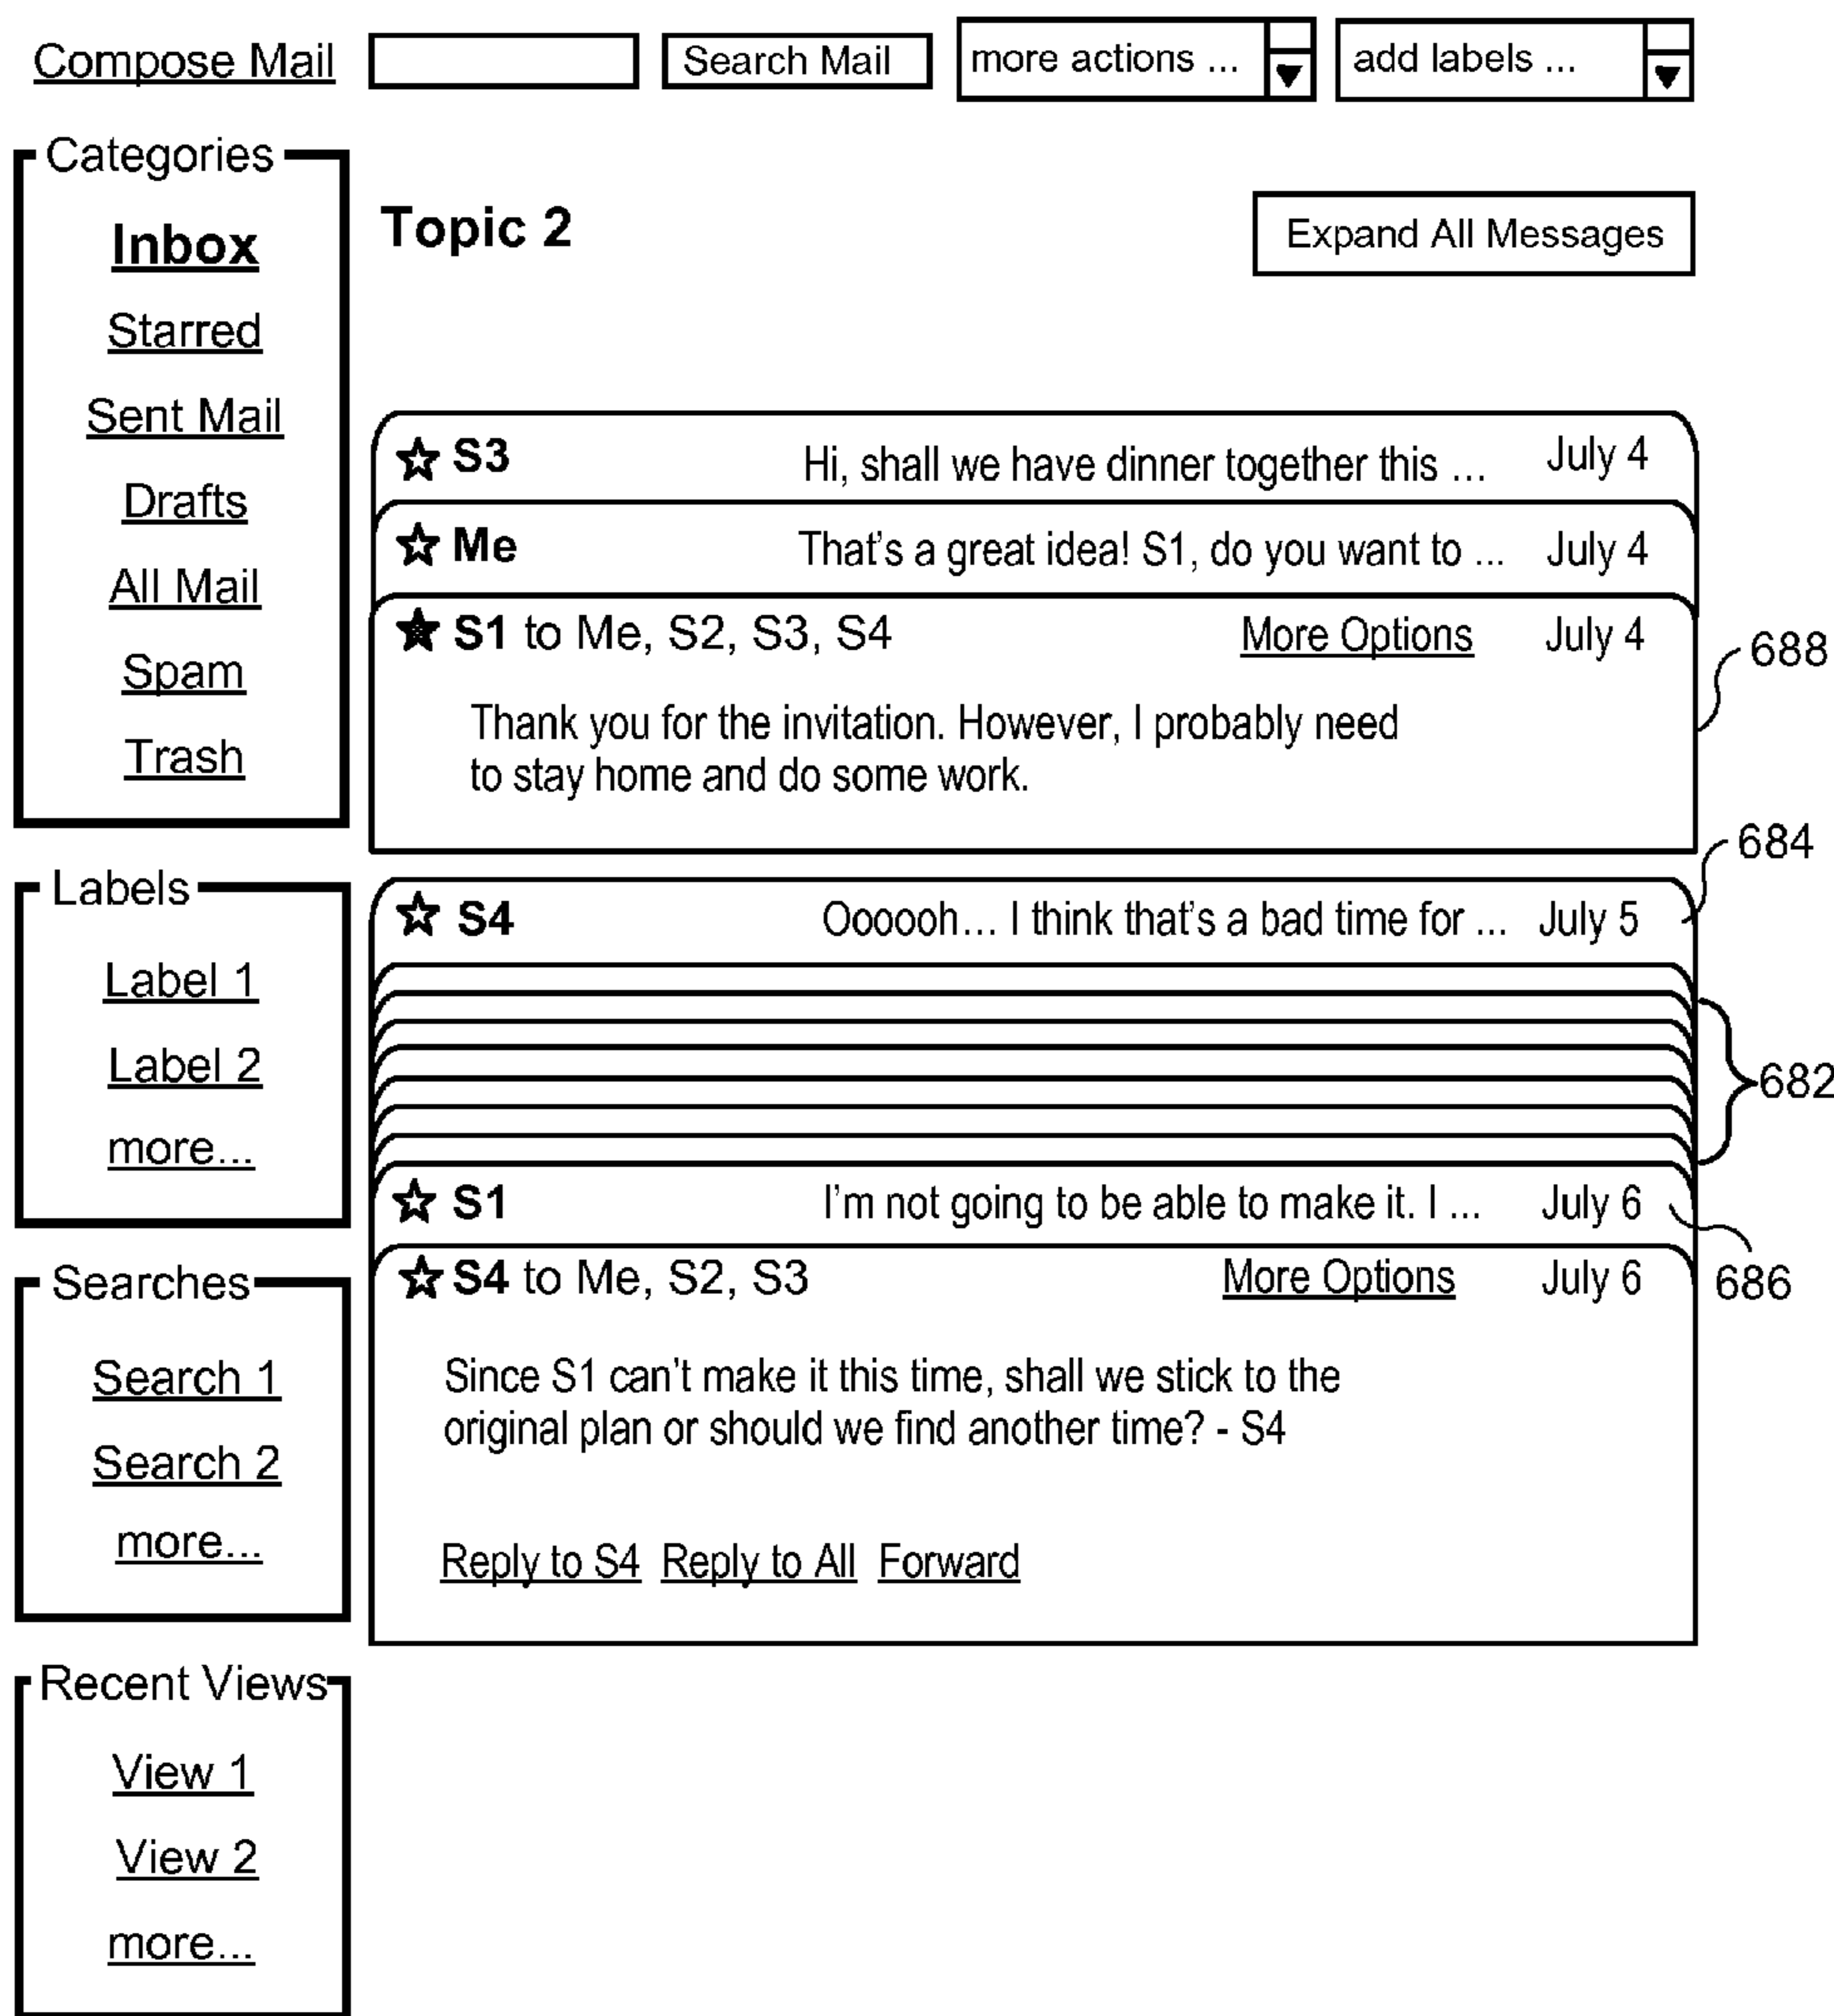 Compose Mail
Search Mail
more actions ...
add labels ...
Categories
Inbox
Starred
Sent Mail
Drafts
All Mail
Spam
Trash
Labels
Label 1
Label 2
more...
Searches
Search 1
Search 2
more...
Recent Views
View 1
View 2
more...
Topic 2
Expand All Messages
S3 Hi, shall we have dinner together this ... July 4
Me That's a great idea! S1, do you want to ... July 4
S1 to Me, S2, S3, S4 More Options July 4
Thank you for the invitation. However, I probably need
to stay home and do some work.
688
684
S4 Oooooh... I think that's a bad time for ... July 5
682
S1 I'm not going to be able to make it. I ... July 6
686
S4 to Me, S2, S3 More Options July 6
Since S1 can't make it this time, shall we stick to the
original plan or should we find another time? - S4
Reply to S4 Reply to All Forward